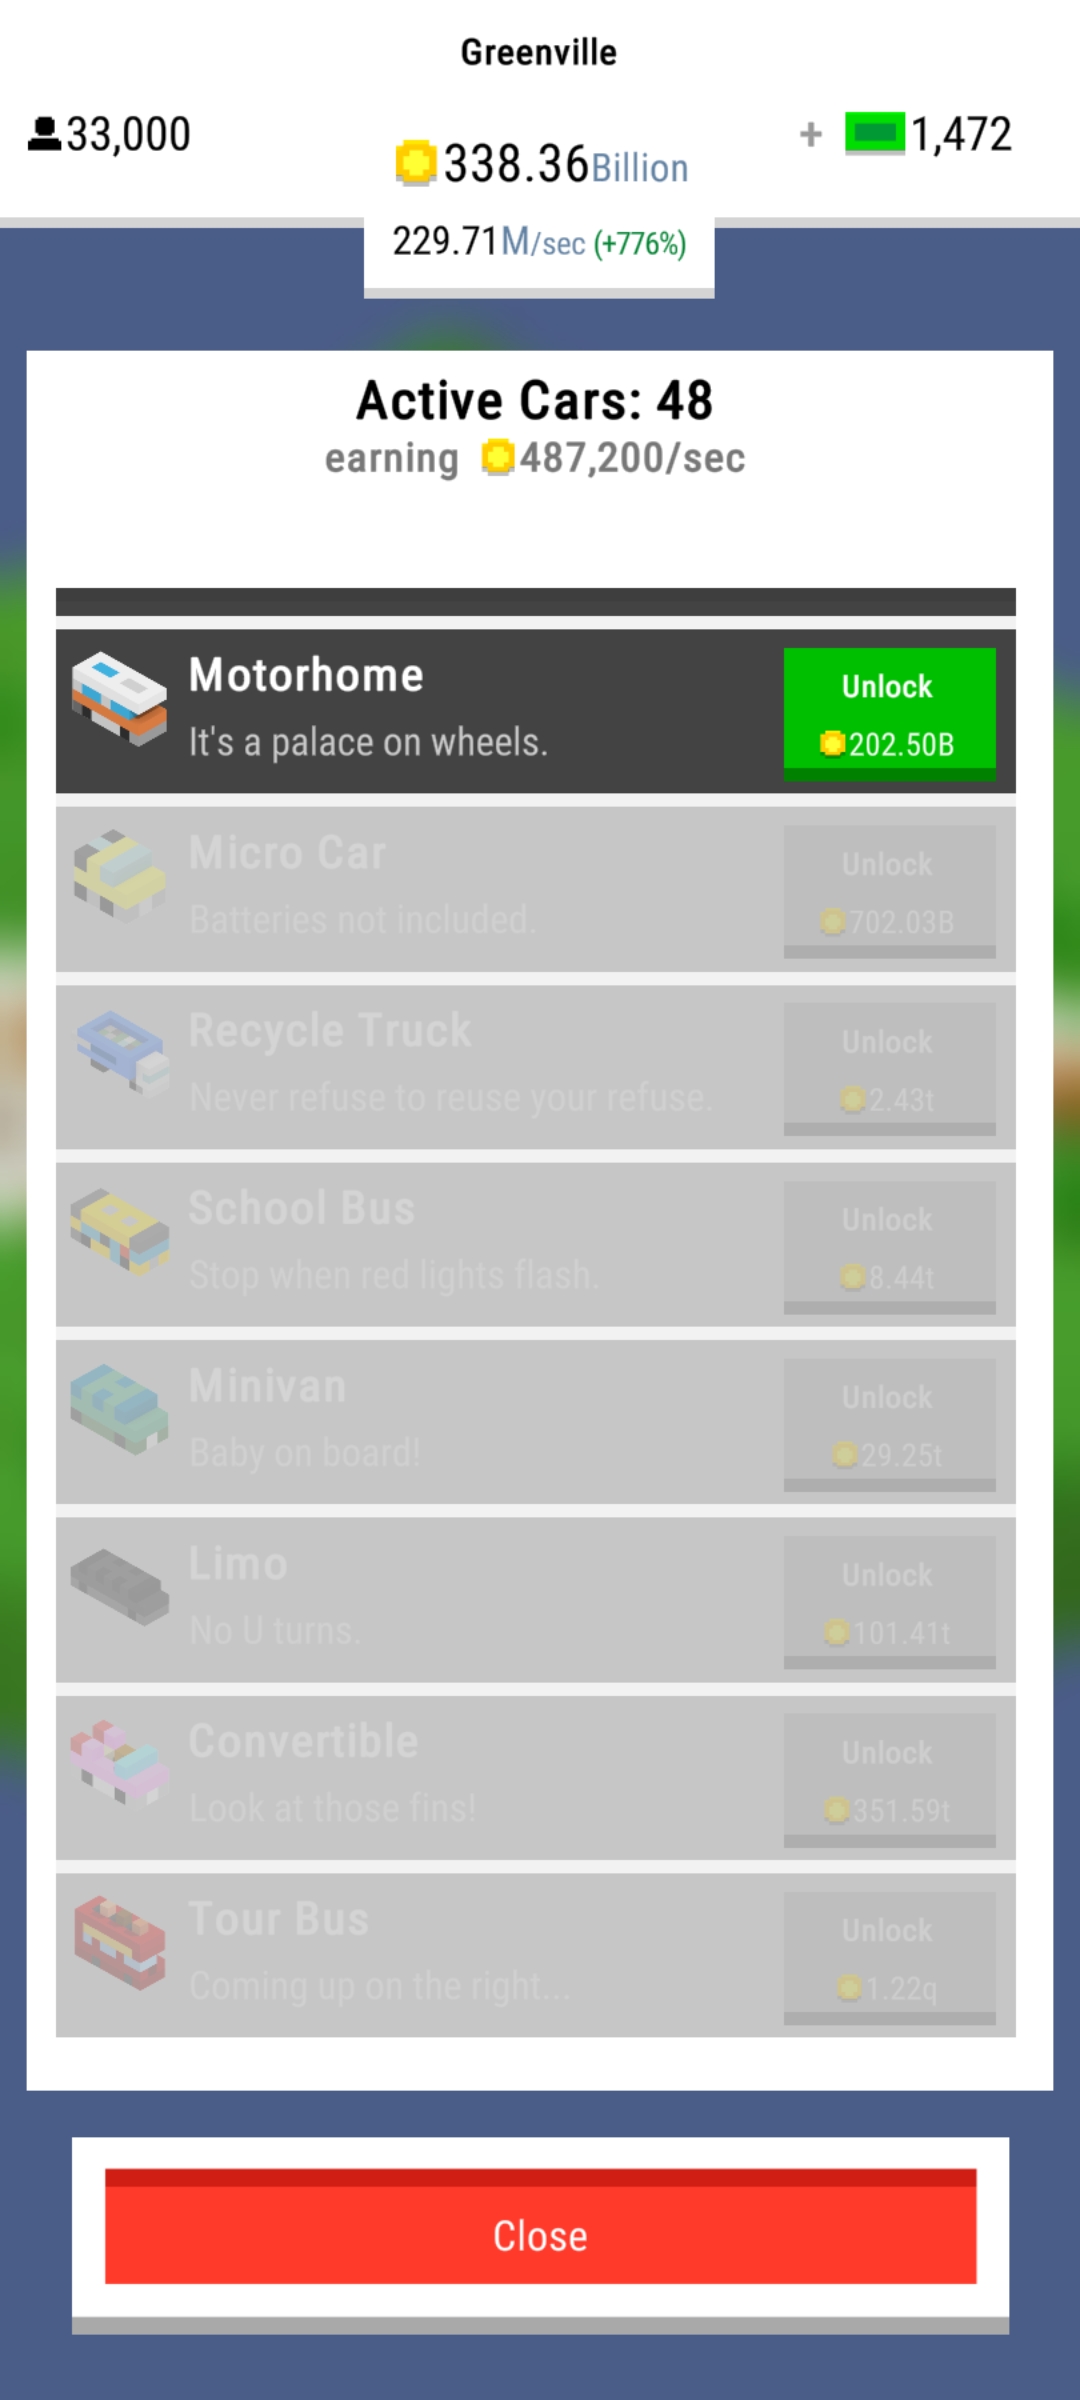 Greenville
33,000
338.36Billion
+ 1,472
229.71M/sec (+776%)
Active Cars: 48
earning 487,200/sec
Motorhome
It's a palace on wheels.
Unlock
202.50B
Micro Car
Batteries not included.
Unlock
702.03B
Recycle Truck
Never refuse to reuse your refuse.
Unlock
2.43t
School Bus
Stop when red lights flash.
Unlock
8.44t
Minivan
Baby on board!
Unlock
29.25t
Limo
No U turns.
Unlock
101.41t
Convertible
Look at those fins!
Unlock
351.59t
Tour Bus
Coming up on the right...
Unlock
1.22q
Close